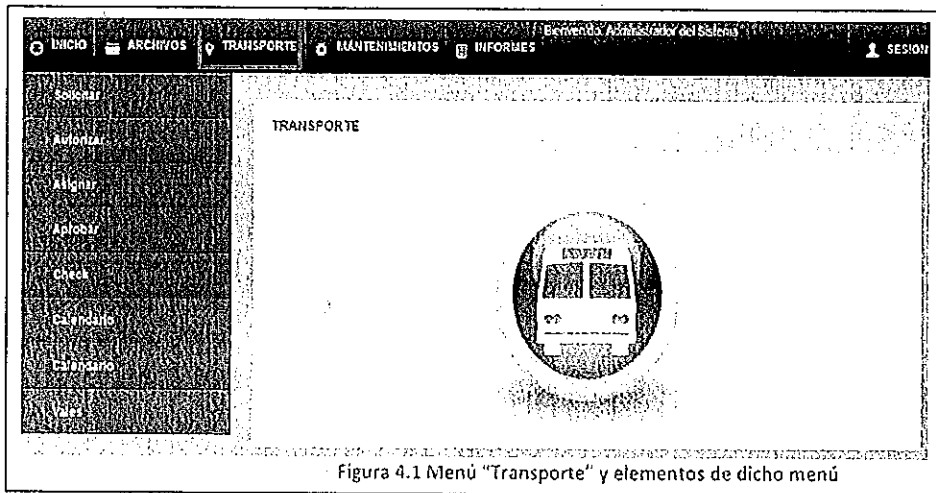 Bienvenido, Administrador del Sistema
INICIO ARCHIVOS TRANSPORTE MANTENIMIENTOS INFORMES SESION
Solicitar
Autorizar
Asignar
Aprobar
Check
Calendario
Calendario
Vales
TRANSPORTE
Figura 4.1 Menú "Transporte" y elementos de dicho menú